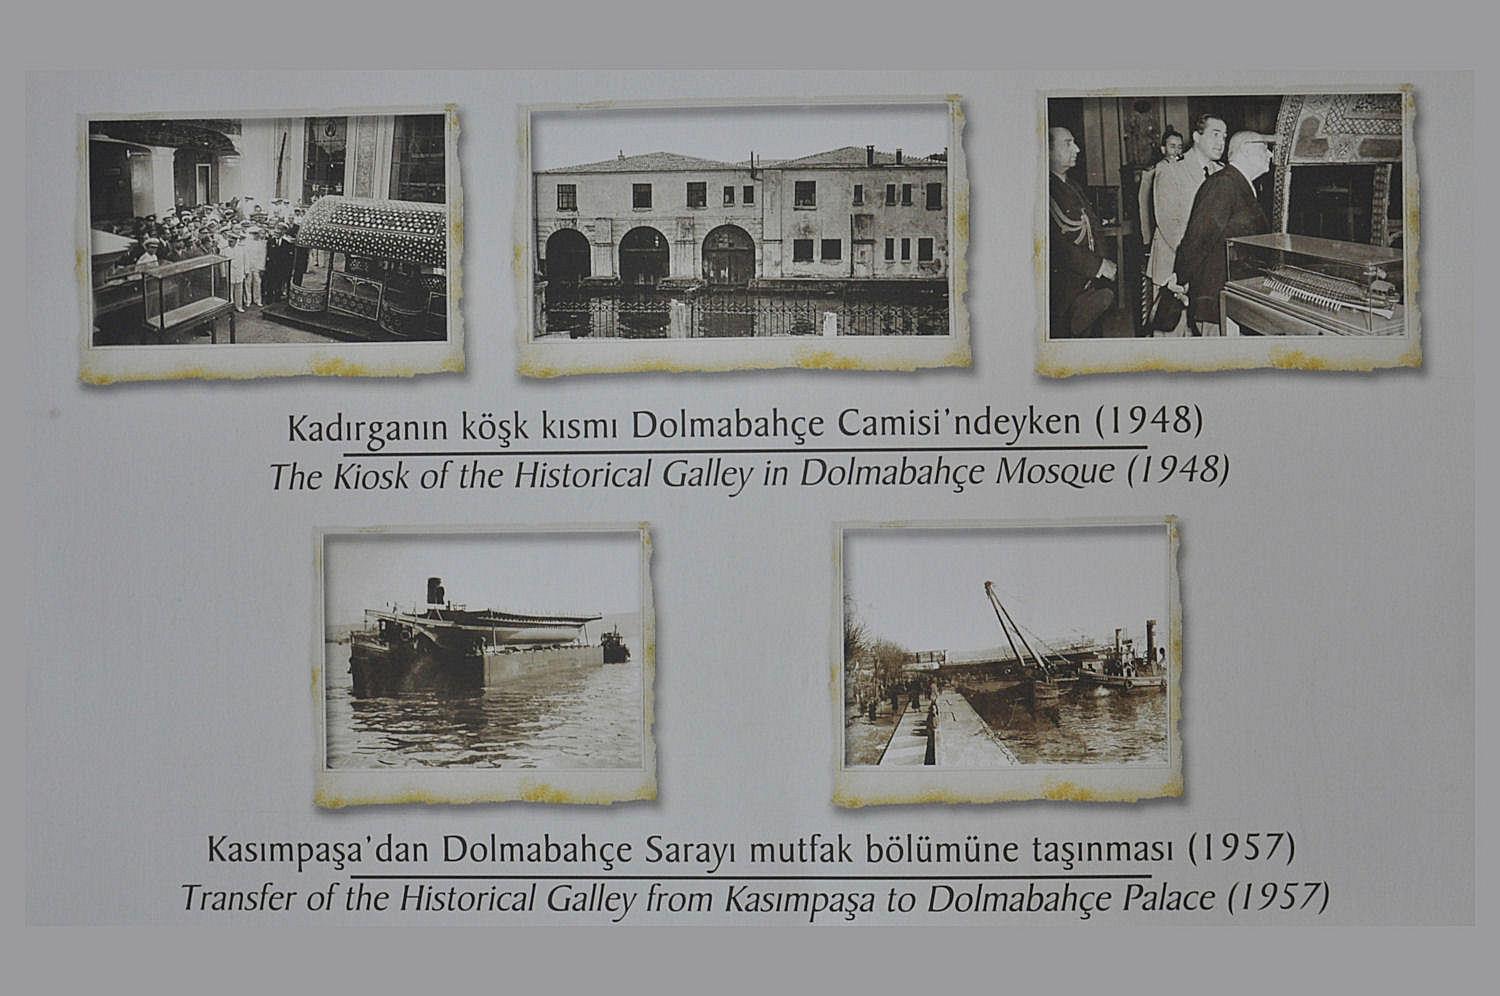 Kadırganın köşk kısmı Dolmabahçe Camisi'ndeyken (1948)
The Kiosk of the Historical Galley in Dolmabahçe Mosque (1948)
Kasımpaşa'dan Dolmabahçe Sarayı mutfak bölümüne taşınması (1957)
Transfer of the Historical Galley from Kasımpaşa to Dolmabahçe Palace (1957)